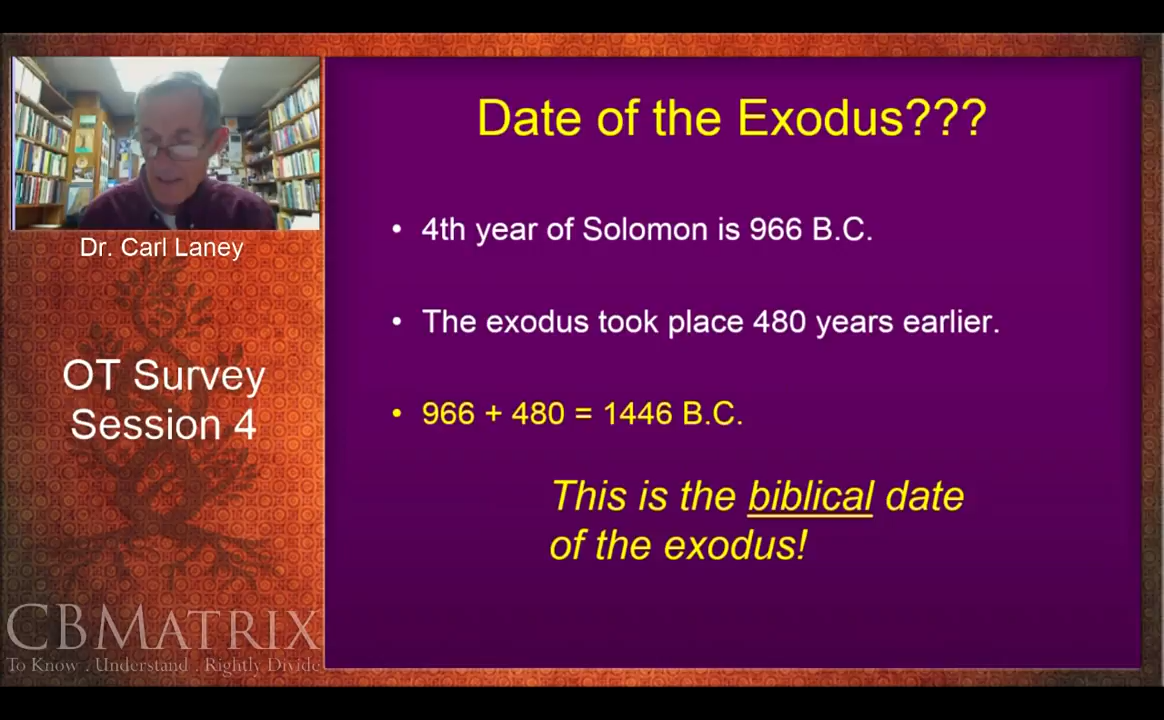 Date of the Exodus???
Dr. Carl Laney
OT Survey
Session 4
• 4th year of Solomon is 966 B.C.
• The exodus took place 480 years earlier.
• 966 + 480 = 1446 B.C.
This is the biblical date
of the exodus!
CBMATRIX
To Know . Understand . Rightly Divide